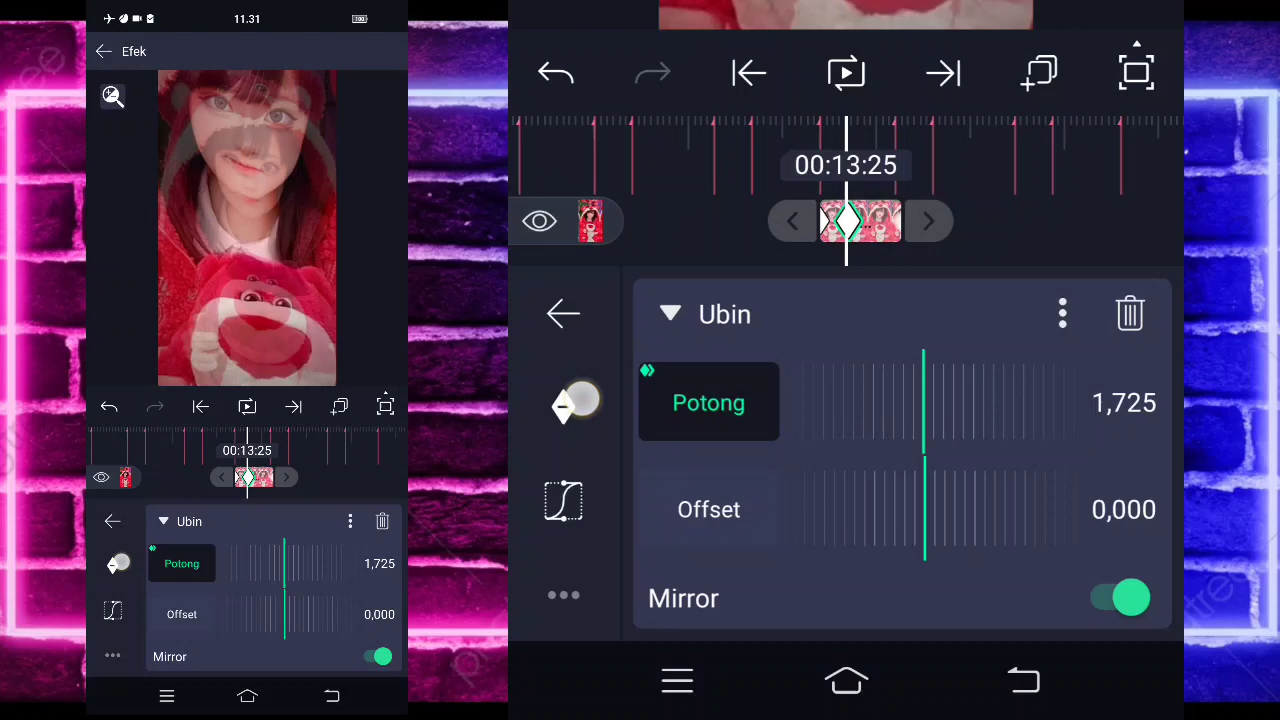 11.31
100
Efek
00:13:25
Ubin
Potong
1,725
Offset
0,000
Mirror
00:13:25
Ubin
Potong
1,725
Offset
0,000
Mirror